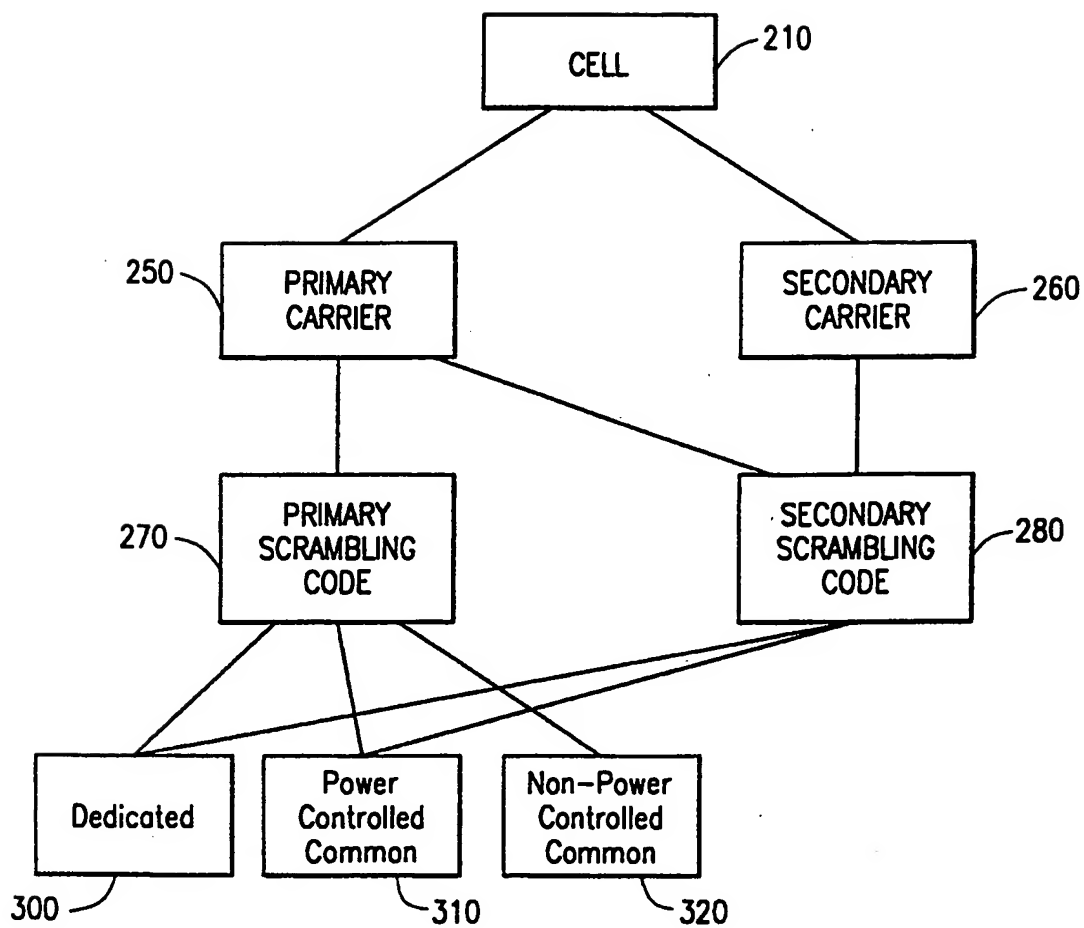 CELL
210
250
PRIMARY
CARRIER
SECONDARY
CARRIER
260
270
PRIMARY
SCRAMBLING
CODE
SECONDARY
SCRAMBLING
CODE
280
Dedicated
Power
Controlled
Common
Non-Power
Controlled
Common
300
310
320